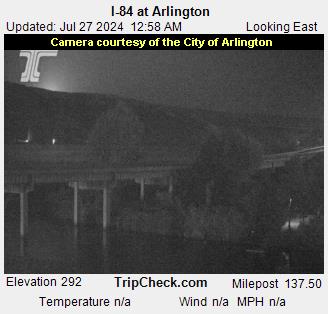 I-84 at Arlington
Updated: Jul 27 2024 12:58 AM Looking East
Camera courtesy of the City of Arlington
Elevation 292 TripCheck.com Milepost 137.50
Temperature n/a Wind n/a MPH n/a